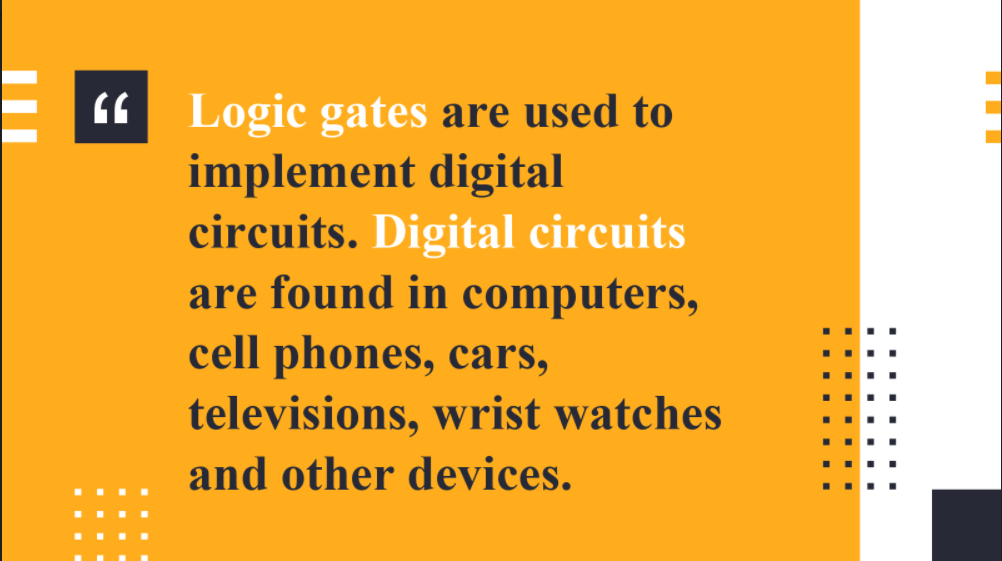 “
Logic gates are used to
implement digital
circuits. Digital circuits
are found in computers,
cell phones, cars,
televisions, wrist watches
and other devices.